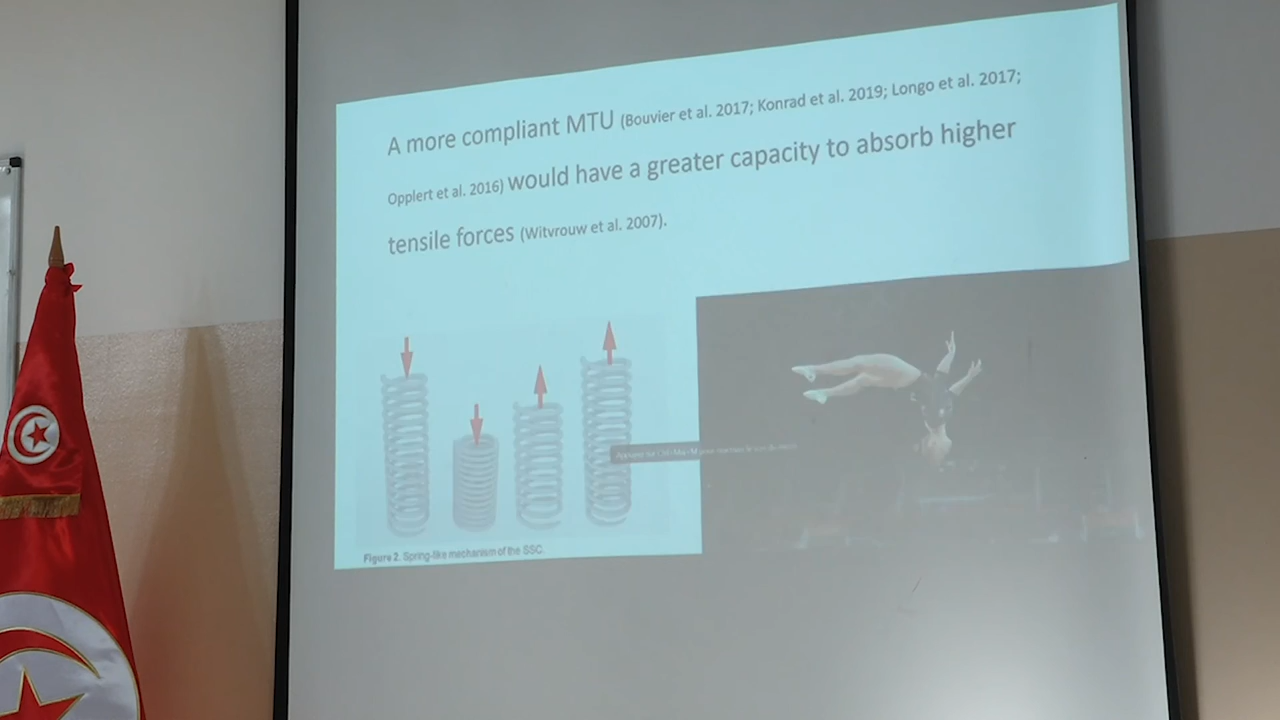 A more compliant MTU (Bouvier et al. 2017; Konrad et al. 2019; Longo et al. 2017;
Opplert et al. 2016) would have a greater capacity to absorb higher
tensile forces (Witvrouw et al. 2007).
Figure 2. Spring-like mechanism of the SSC.